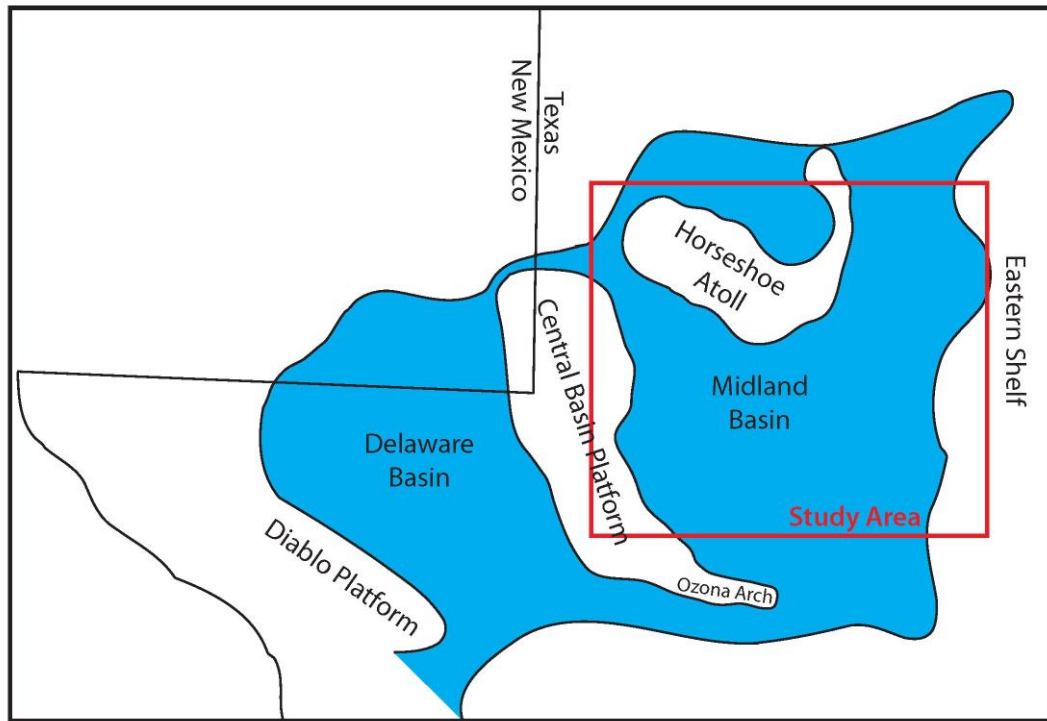 Texas
New Mexico
Horseshoe
Atoll
Eastern Shelf
Central Basin Platform
Midland
Basin
Delaware
Basin
Study Area
Diablo Platform
Ozona Arch